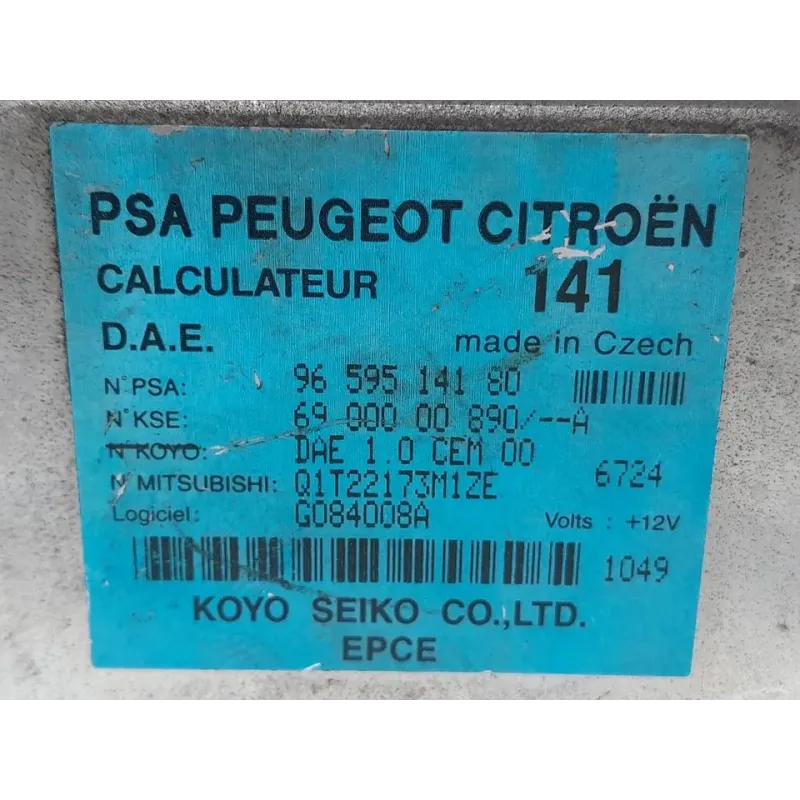 PSA PEUGEOT CITROËN
CALCULATEUR 141
D.A.E. made in Czech
N°PSA: 96 595 141 80
N°KSE: 69 000 00 890/--A
N°KOYO: DAE 1.0 CEM 00
N°MITSUBISHI: Q1T22173M1ZE 6724
Logiciel: G084008A Volts : +12V
1049
KOYO SEIKO CO.,LTD.
EPCE